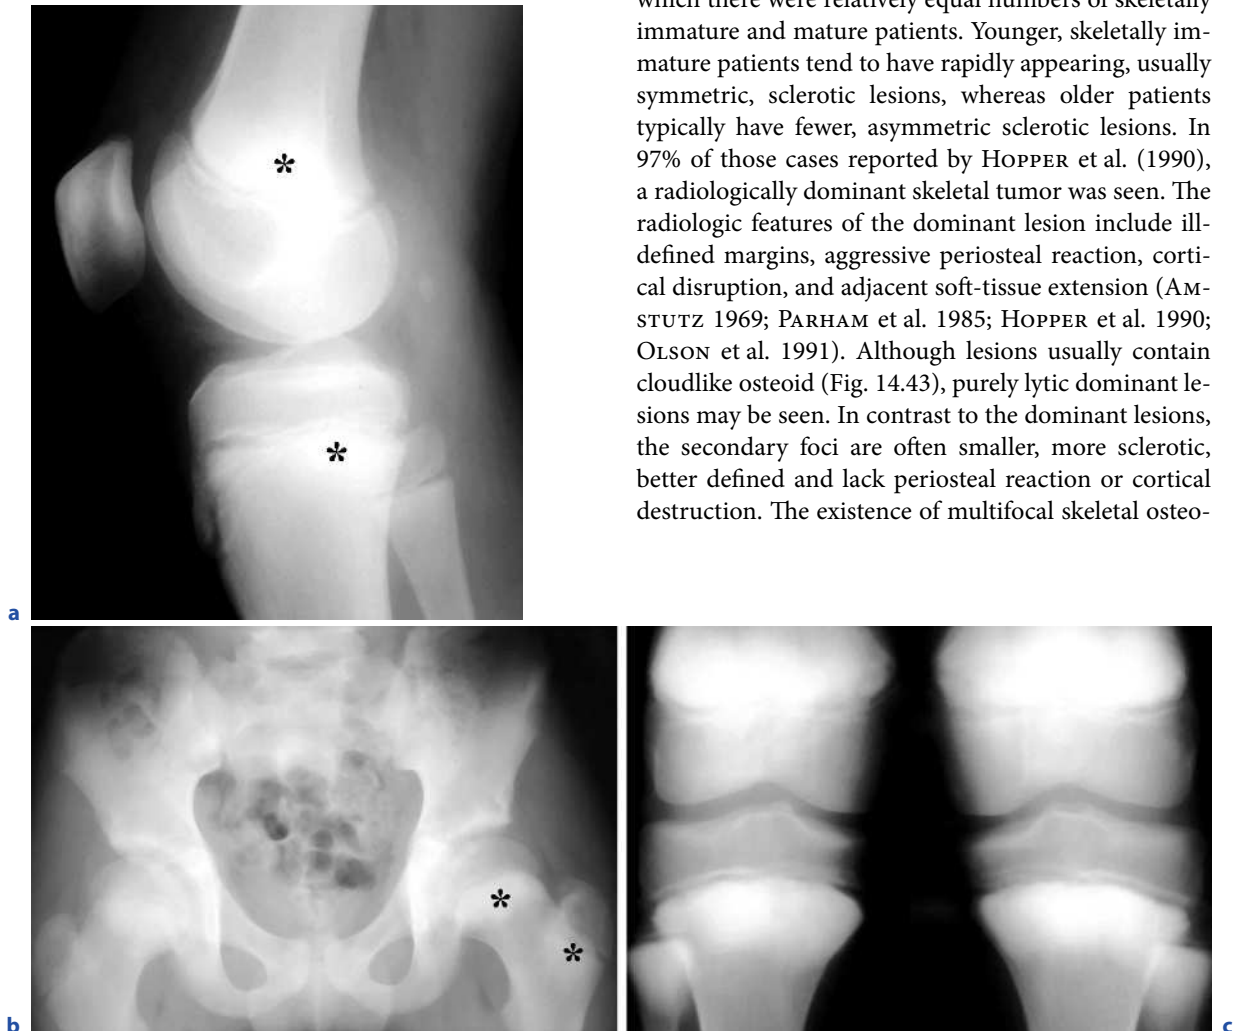 which there were relatively equal numbers of skeletally
immature and mature patients. Younger, skeletally im-
mature patients tend to have rapidly appearing, usually
symmetric, sclerotic lesions, whereas older patients
typically have fewer, asymmetric sclerotic lesions. In
97% of those cases reported by HOPPER et al. (1990),
a radiologically dominant skeletal tumor was seen. The
radiologic features of the dominant lesion include ill-
defined margins, aggressive periosteal reaction, corti-
cal disruption, and adjacent soft-tissue extension (AM-
STUTZ 1969; PARHAM et al. 1985; HOPPER et al. 1990;
OLSON et al. 1991). Although lesions usually contain
cloudlike osteoid (Fig. 14.43), purely lytic dominant le-
sions may be seen. In contrast to the dominant lesions,
the secondary foci are often smaller, more sclerotic,
better defined and lack periosteal reaction or cortical
destruction. The existence of multifocal skeletal osteo-
*
*
a
*
*
b
c